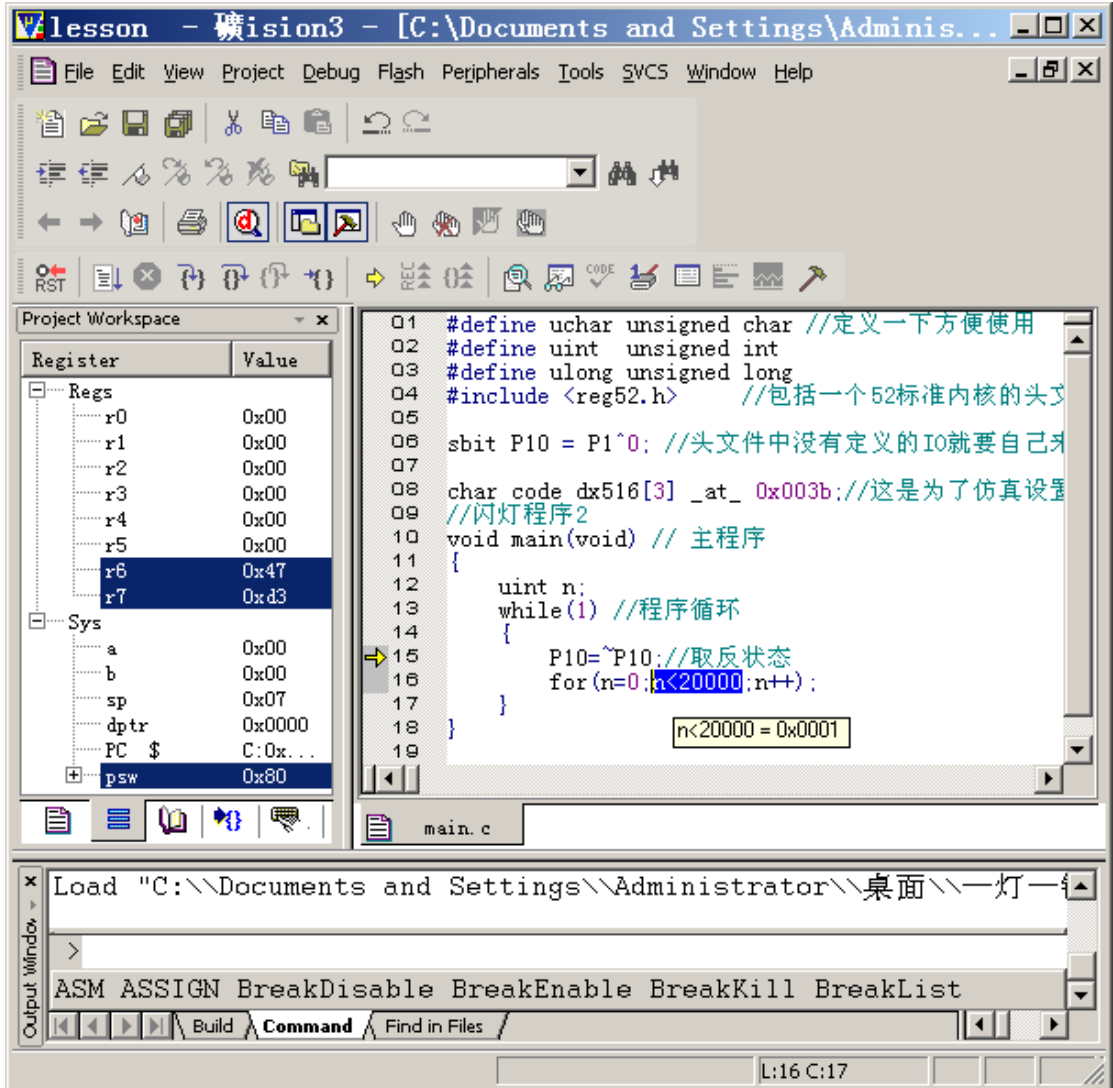 lesson - 礦ision3 - [C:\Documents and Settings\Adminis...
File Edit View Project Debug Flash Peripherals Tools SVCS Window Help
RST
REC
CODE
Project Workspace
Register Value
Regs
r0 0x00
r1 0x00
r2 0x00
r3 0x00
r4 0x00
r5 0x00
r6 0x47
r7 0xd3
Sys
a 0x00
b 0x00
sp 0x07
dptr 0x0000
PC $ C:0x...
psw 0x80
01 #define uchar unsigned char //定义一下方便使用
02 #define uint unsigned int
03 #define ulong unsigned long
04 #include <reg52.h> //包括一个52标准内核的头文
05
06 sbit P10 = P1^0; //头文件中没有定义的IO就要自己来
07
08 char code dx516[3] _at_ 0x003b;//这是为了仿真设置
09 //闪灯程序2
10 void main(void) // 主程序
11 {
12 uint n;
13 while(1) //程序循环
14 {
15 P10=~P10;//取反状态
16 for(n=0;n<20000;n++);
17 }
18 }
19
n<20000 = 0x0001
main.c
Output Window
Load "C:\\Documents and Settings\\Administrator\\桌面\\一灯一
>
ASM ASSIGN BreakDisable BreakEnable BreakKill BreakList
Build Command Find in Files
L:16 C:17